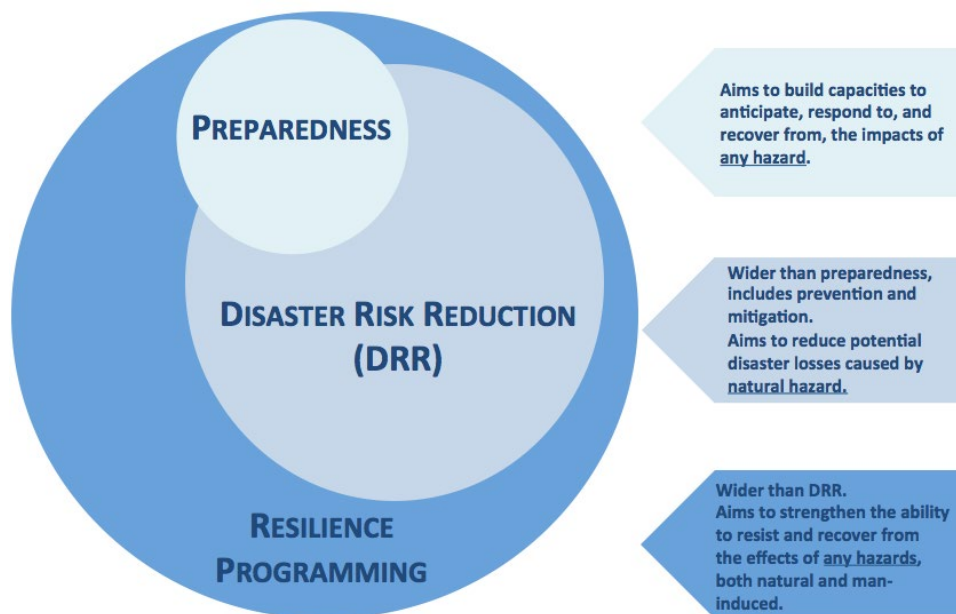 PREPAREDNESS
Aims to build capacities to
anticipate, respond to, and
recover from, the impacts of
any hazard.
DISASTER RISK REDUCTION
(DRR)
Wider than preparedness,
includes prevention and
mitigation.
Aims to reduce potential
disaster losses caused by
natural hazard.
RESILIENCE
PROGRAMMING
Wider than DRR.
Aims to strengthen the ability
to resist and recover from
the effects of any hazards,
both natural and man-
induced.